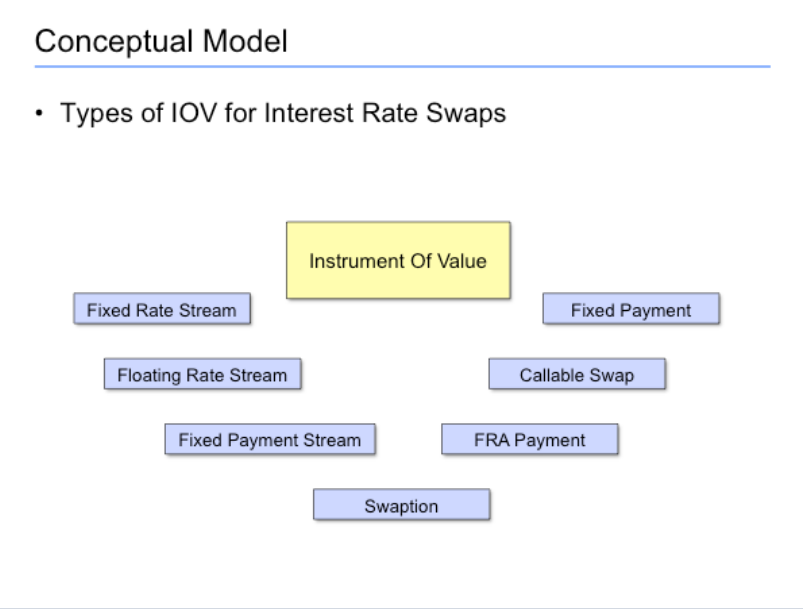 Conceptual Model
• Types of IOV for Interest Rate Swaps
Instrument Of Value
Fixed Rate Stream
Fixed Payment
Floating Rate Stream
Callable Swap
Fixed Payment Stream
FRA Payment
Swaption